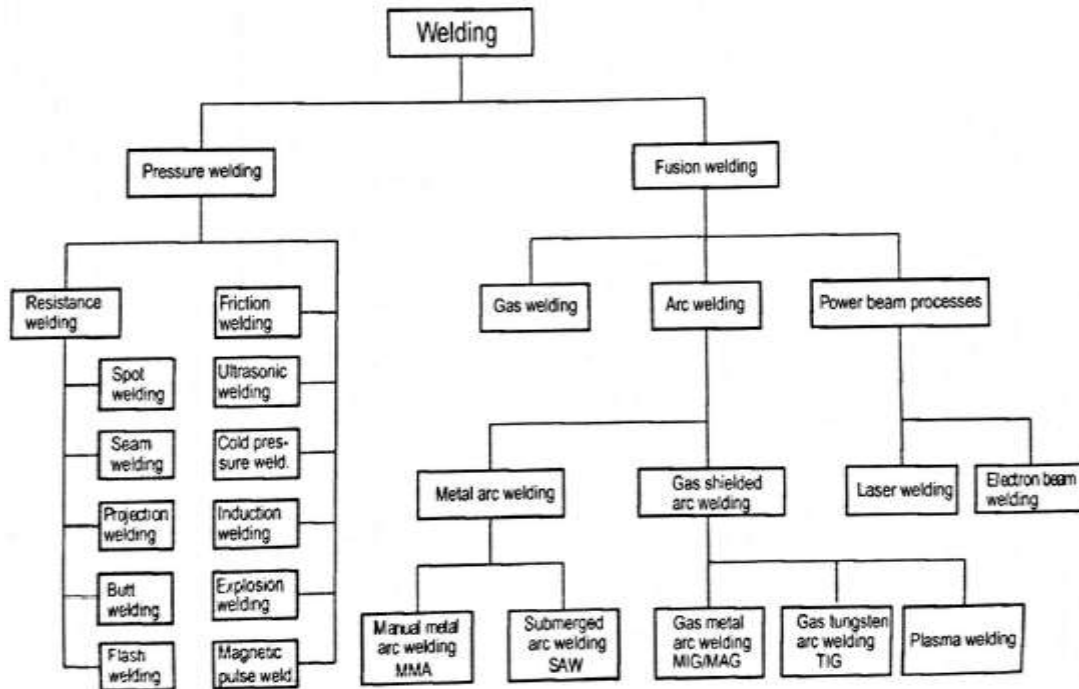 Welding
Pressure welding
Fusion welding
Resistance
welding
Friction
welding
Gas welding
Arc welding
Power beam processes
Spot
welding
Ultrasonic
welding
Seam
welding
Cold pres-
sure weld.
Metal arc welding
Gas shielded
arc welding
Laser welding
Electron beam
welding
Projection
welding
Induction
welding
Butt
welding
Explosion
welding
Manual metal
arc welding
MMA
Submerged
arc welding
SAW
Gas metal
arc welding
MIG/MAG
Gas tungsten
arc welding
TIG
Plasma welding
Flash
welding
Magnetic
pulse weld.